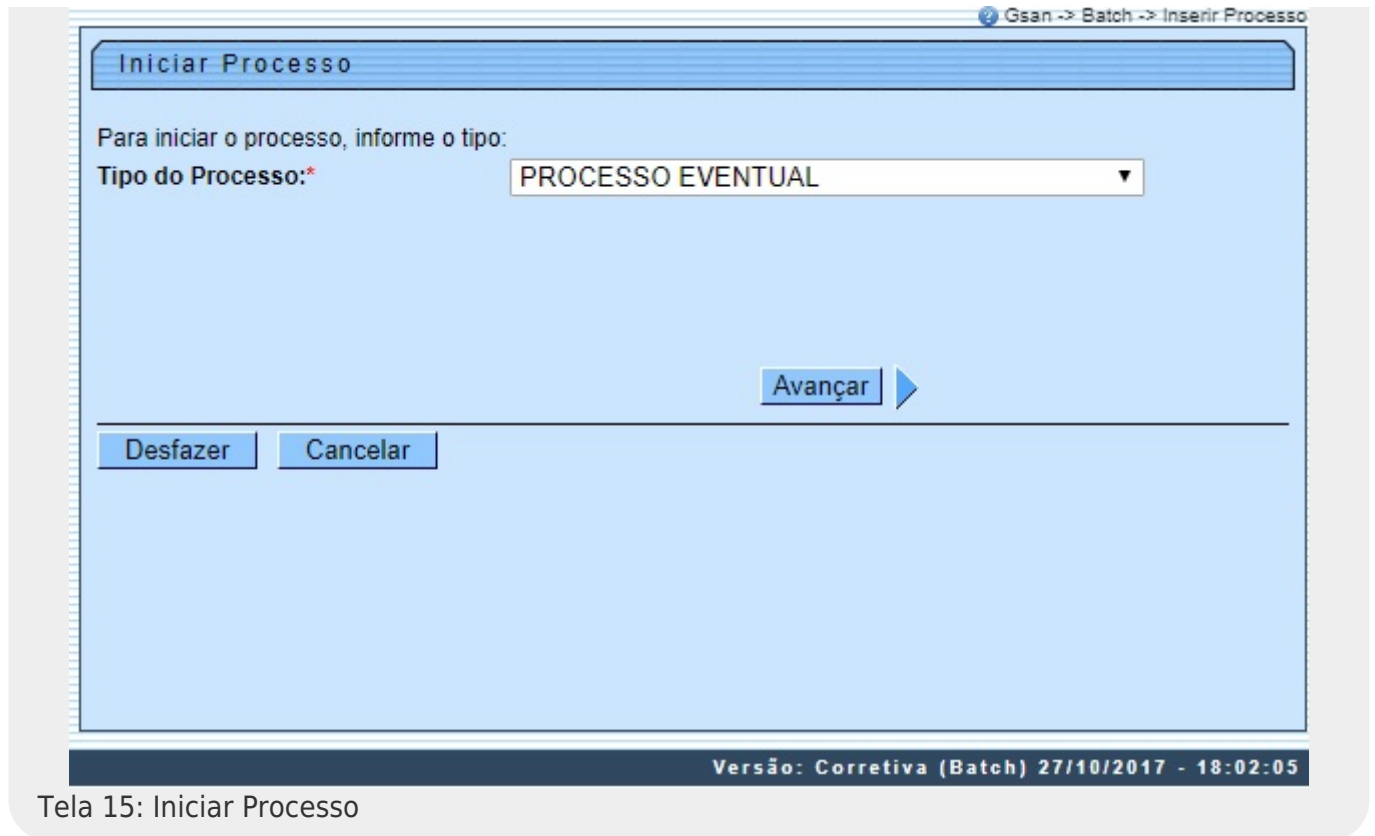 Gsan -> Batch -> Inserir Processo
Iniciar Processo
Para iniciar o processo, informe o tipo:
Tipo do Processo:* PROCESSO EVENTUAL
Avançar
Desfazer Cancelar
Versão: Corretiva (Batch) 27/10/2017 - 18:02:05
Tela 15: Iniciar Processo